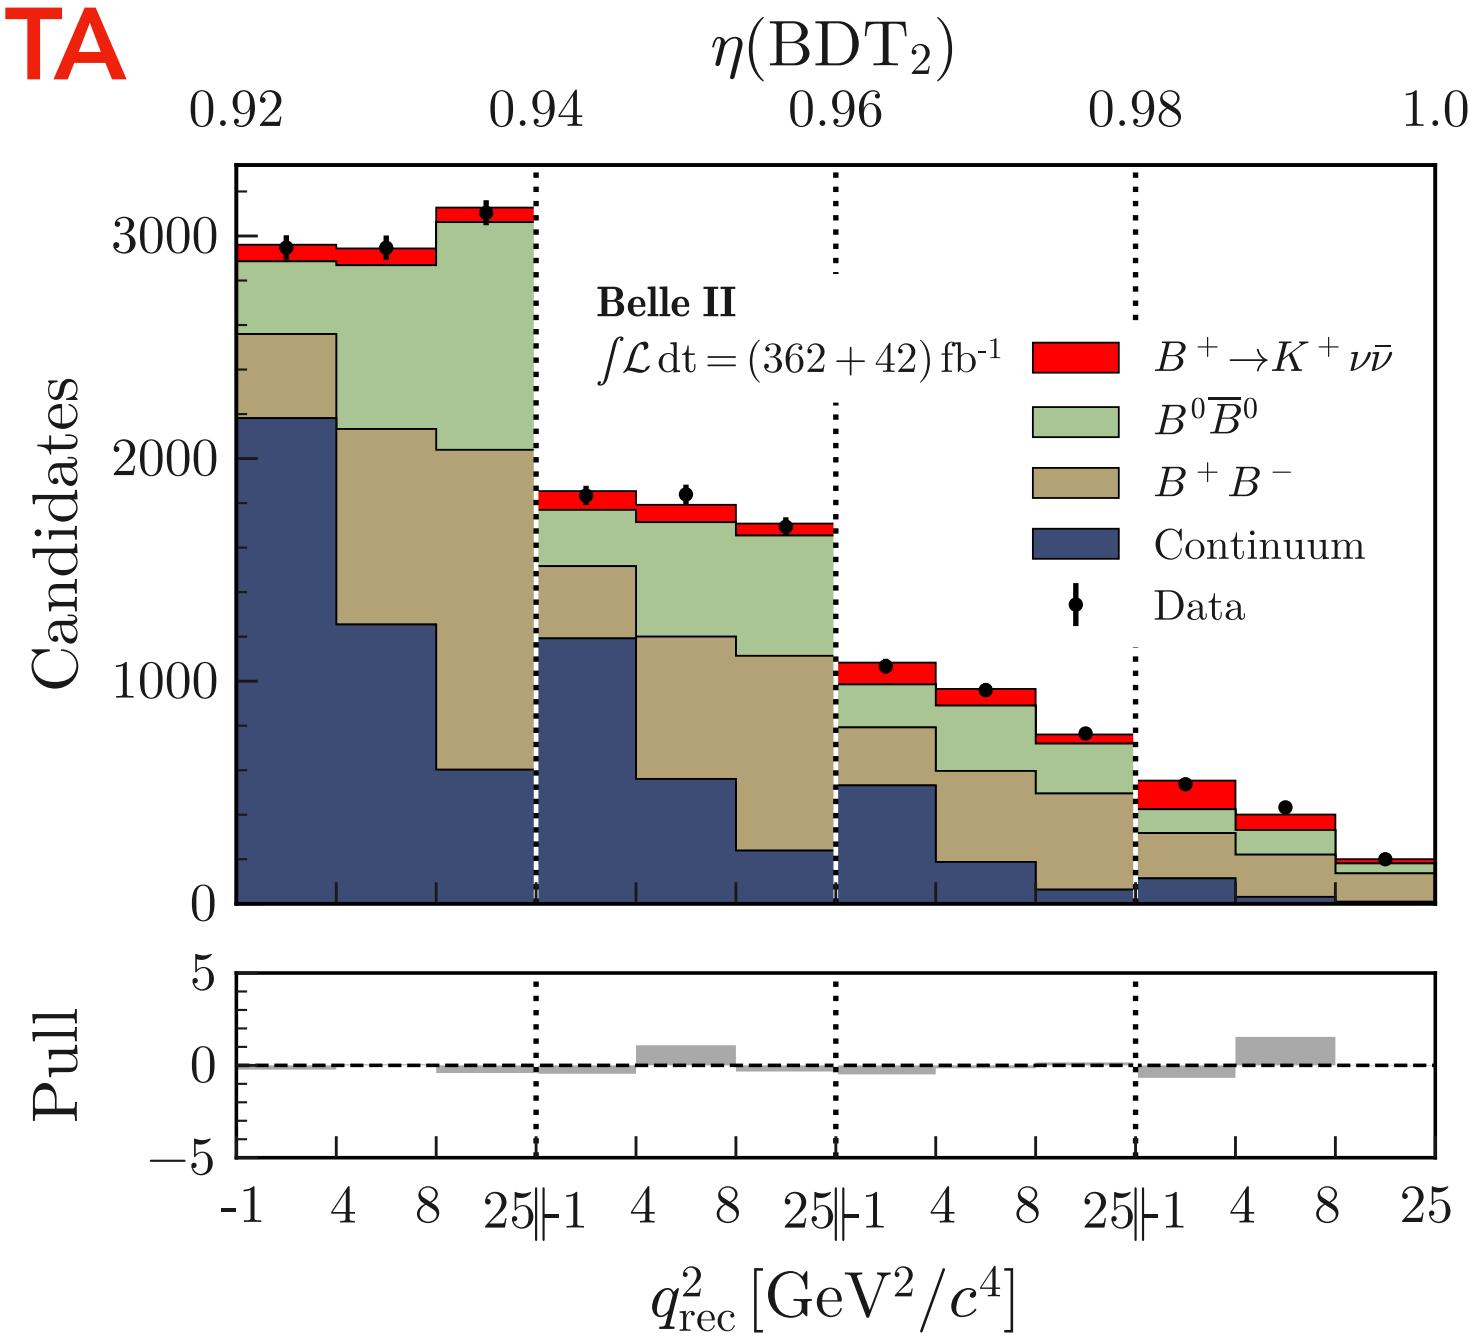 TA
η(BDT₂)
0.92 0.94 0.96 0.98 1.0
3000
2000
1000
0
Candidates
Belle II
∫ℒ dt = (362 + 42) fb⁻¹
B⁺→K⁺νν̄
B⁰B̅⁰
B⁺B⁻
Continuum
Data
5
0
−5
Pull
-1 4 8 25||-1 4 8 25||-1 4 8 25||-1 4 8 25
q²rec [GeV²/c⁴]